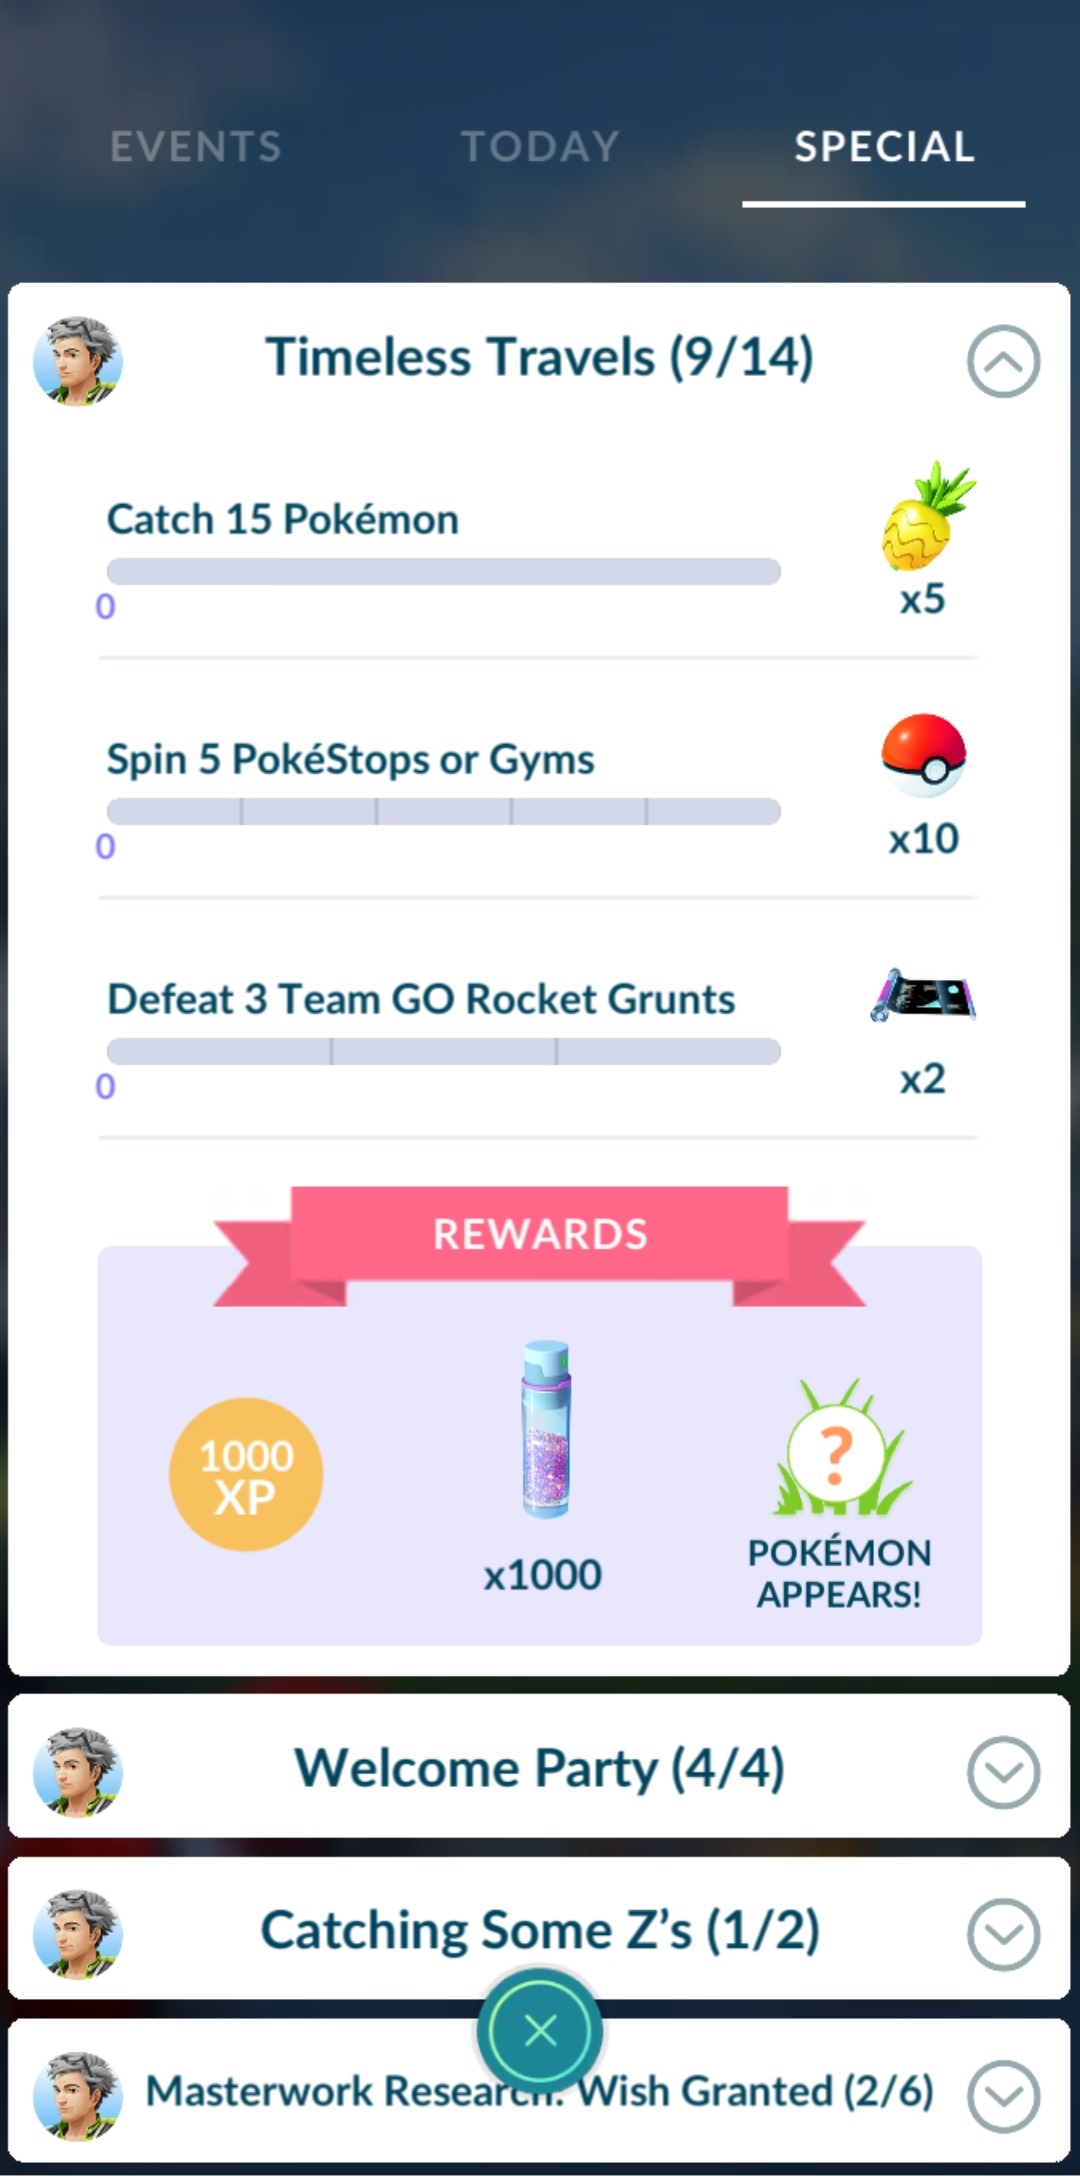 EVENTS
TODAY
SPECIAL
Timeless Travels (9/14)
Catch 15 Pokémon
0
x5
Spin 5 PokéStops or Gyms
0
x10
Defeat 3 Team GO Rocket Grunts
0
x2
REWARDS
1000
XP
x1000
?
POKÉMON
APPEARS!
Welcome Party (4/4)
Catching Some Z's (1/2)
Masterwork Research: Wish Granted (2/6)